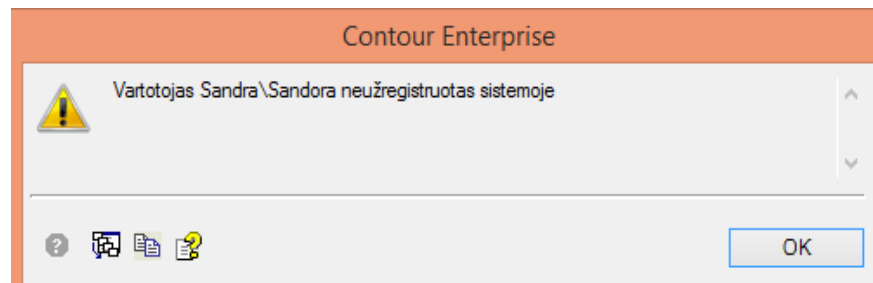 Contour Enterprise
Vartotojas Sandra\Sandora neužregistruotas sistemoje
OK